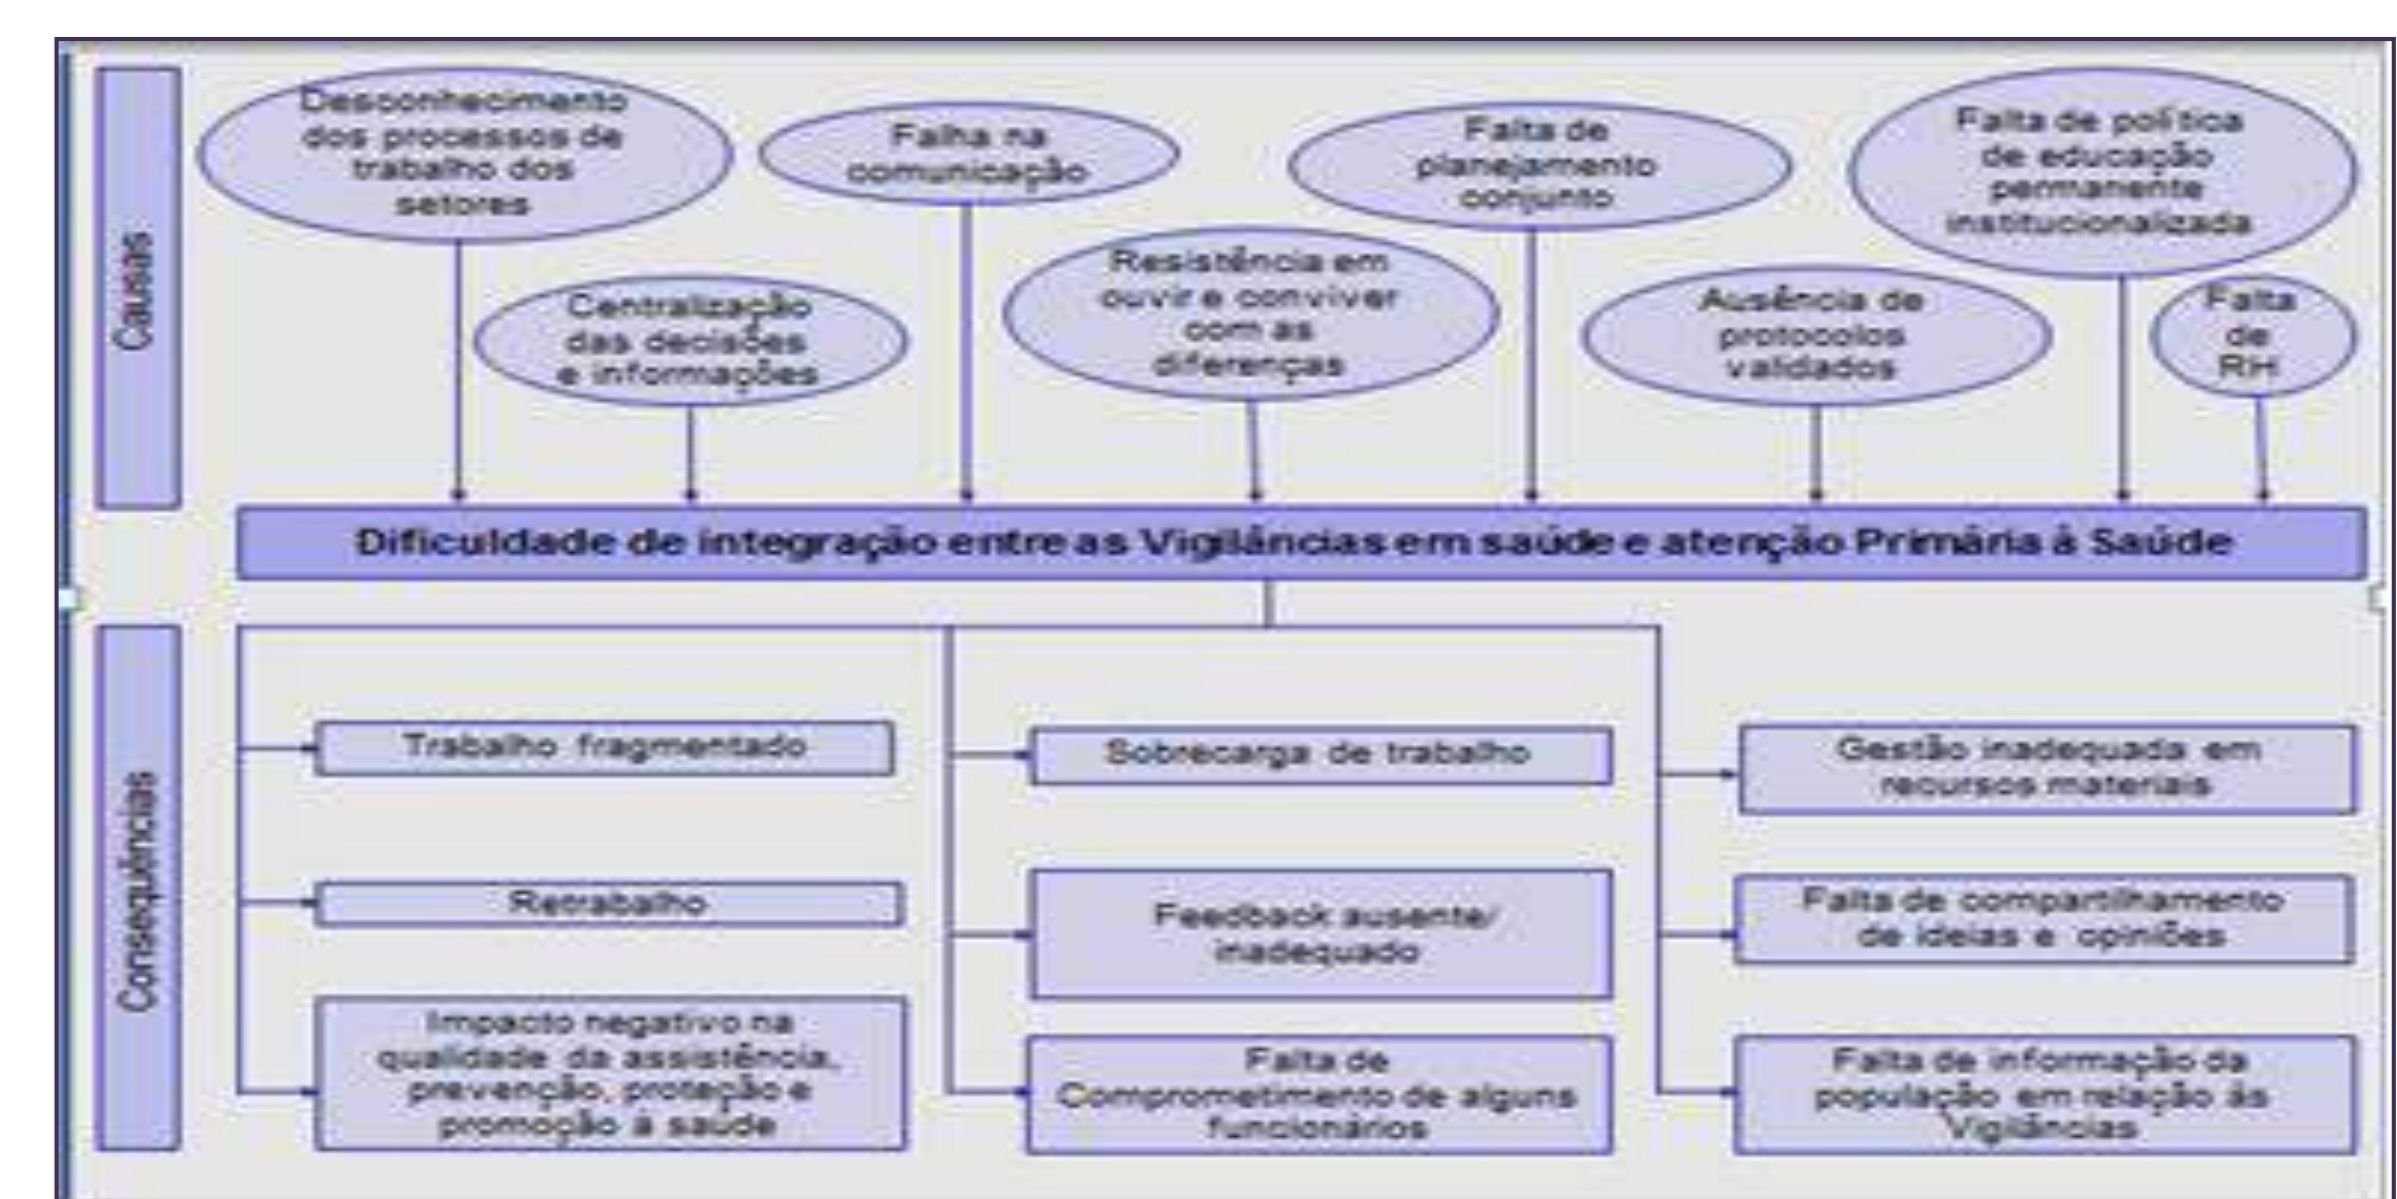 Causas
Desconhecimento
dos processos de
trabalho dos
setores
Falha na
comunicação
Falta de
planejamento
conjunto
Falta de política
de educação
permanente
institucionalizada
Centralização
das decisões
e informações
Resistência em
ouvir e conviver
com as
diferenças
Ausência de
protocolos
validados
Falta
de
RH
Dificuldade de integração entre as Vigilâncias em saúde e atenção Primária à Saúde
Consequências
Trabalho fragmentado
Retrabalho
Impacto negativo na
qualidade da assistência,
prevenção, proteção e
promoção à saúde
Sobrecarga de trabalho
Feedback ausente/
inadequado
Falta de
Comprometimento de alguns
funcionários
Gestão inadequada em
recursos materiais
Falta de compartilhamento
de ideias e opiniões
Falta de informação da
população em relação às
Vigilâncias